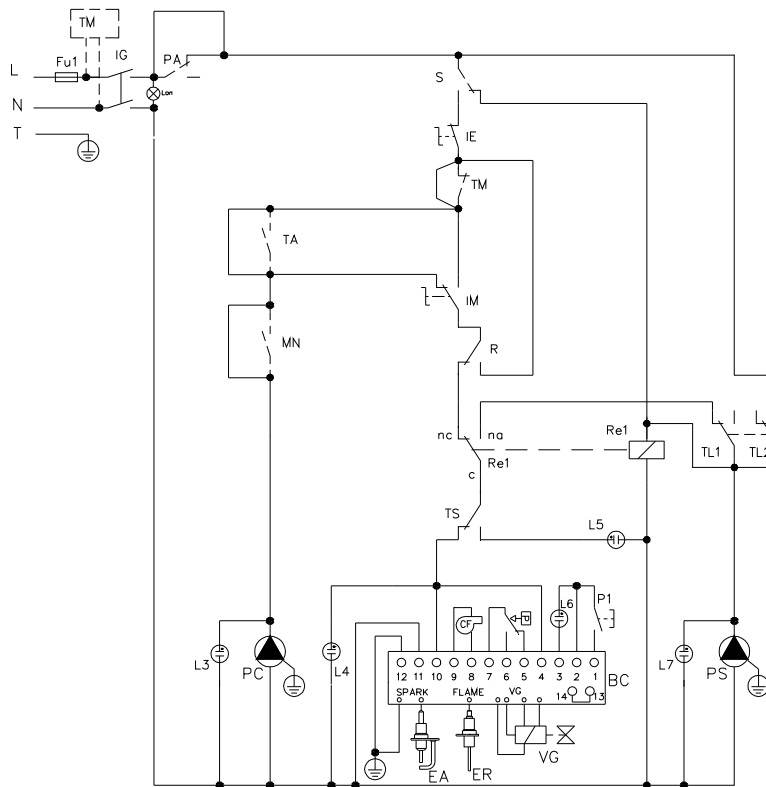 TM
Fu1
IG
PA
L
Lon
N
T
S
IE
TM
TA
IM
MN
R
nc
na
Re1
Re1
TL1
TL2
c
TS
L5
L6
P1
CF
P
L3
PC
L4
L7
PS
12 11 10 9 8 7 6 5 4 3 2 1
BC
SPARK FLAME VG 14 13
EA
ER
VG